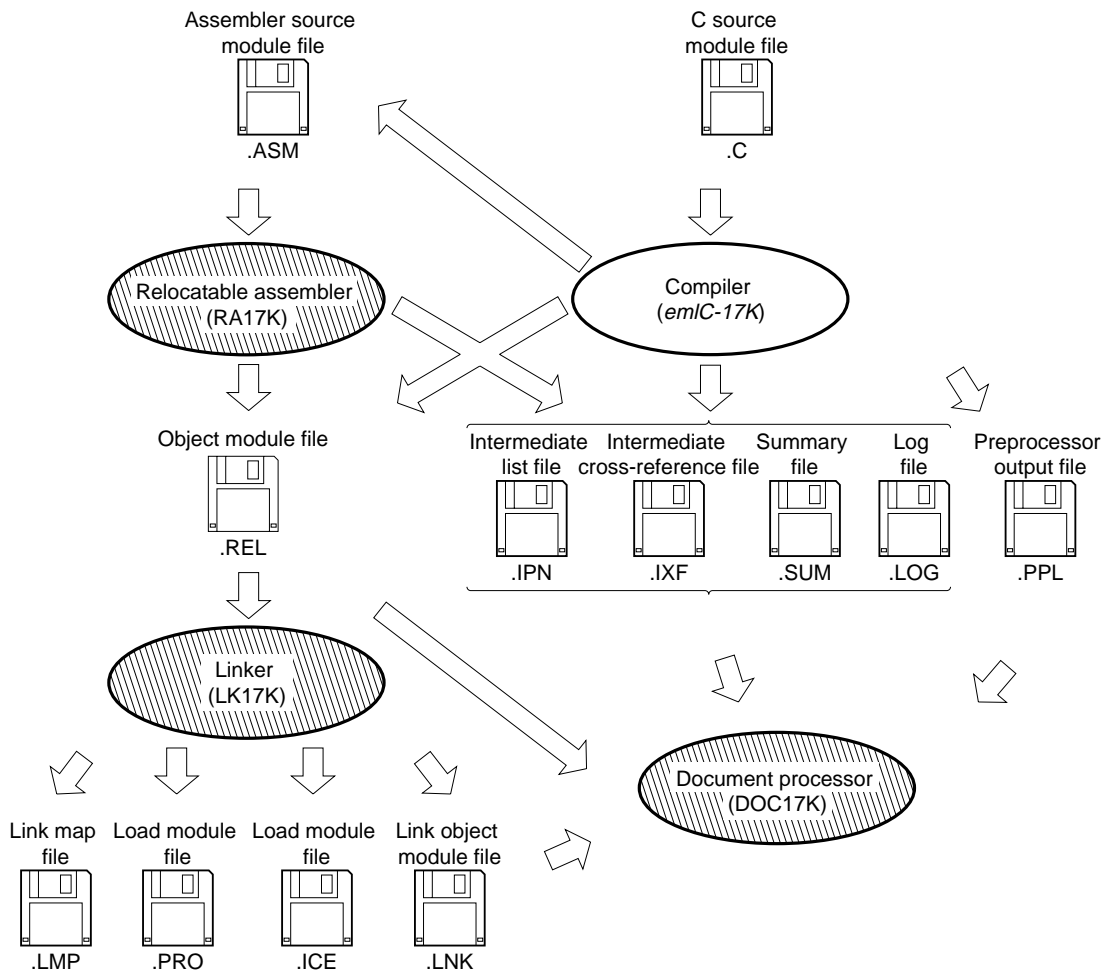 Assembler source
module file
.ASM
C source
module file
.C
Relocatable assembler
(RA17K)
Compiler
(emlC-17K)
Object module file
.REL
Intermediate
list file
.IPN
Intermediate
cross-reference file
.IXF
Summary
file
.SUM
Log
file
.LOG
Preprocessor
output file
.PPL
Linker
(LK17K)
Document processor
(DOC17K)
Link map
file
.LMP
Load module
file
.PRO
Load module
file
.ICE
Link object
module file
.LNK